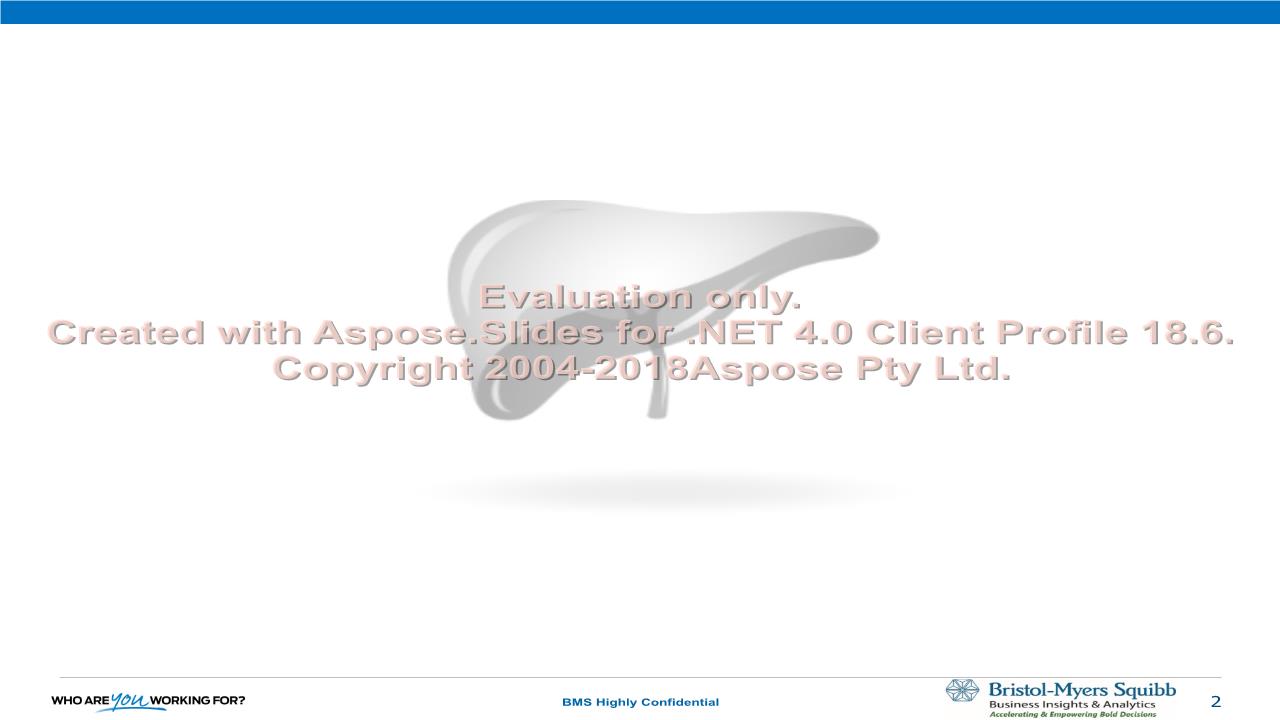 Evaluation only.
Created with Aspose.Slides for .NET 4.0 Client Profile 18.6.
Copyright 2004-2018Aspose Pty Ltd.
WHO ARE you WORKING FOR?
BMS Highly Confidential
Bristol-Myers Squibb
Business Insights & Analytics
Accelerating & Empowering Bold Decisions
2